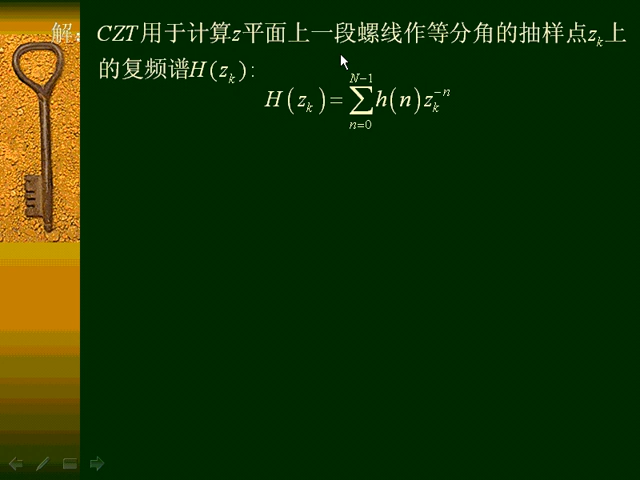 解：CZT用于计算z平面上一段螺线作等分角的抽样点z_k上
的复频谱H(z_k):
H(z_k)=∑_{n=0}^{N-1}h(n)z_k^{-n}